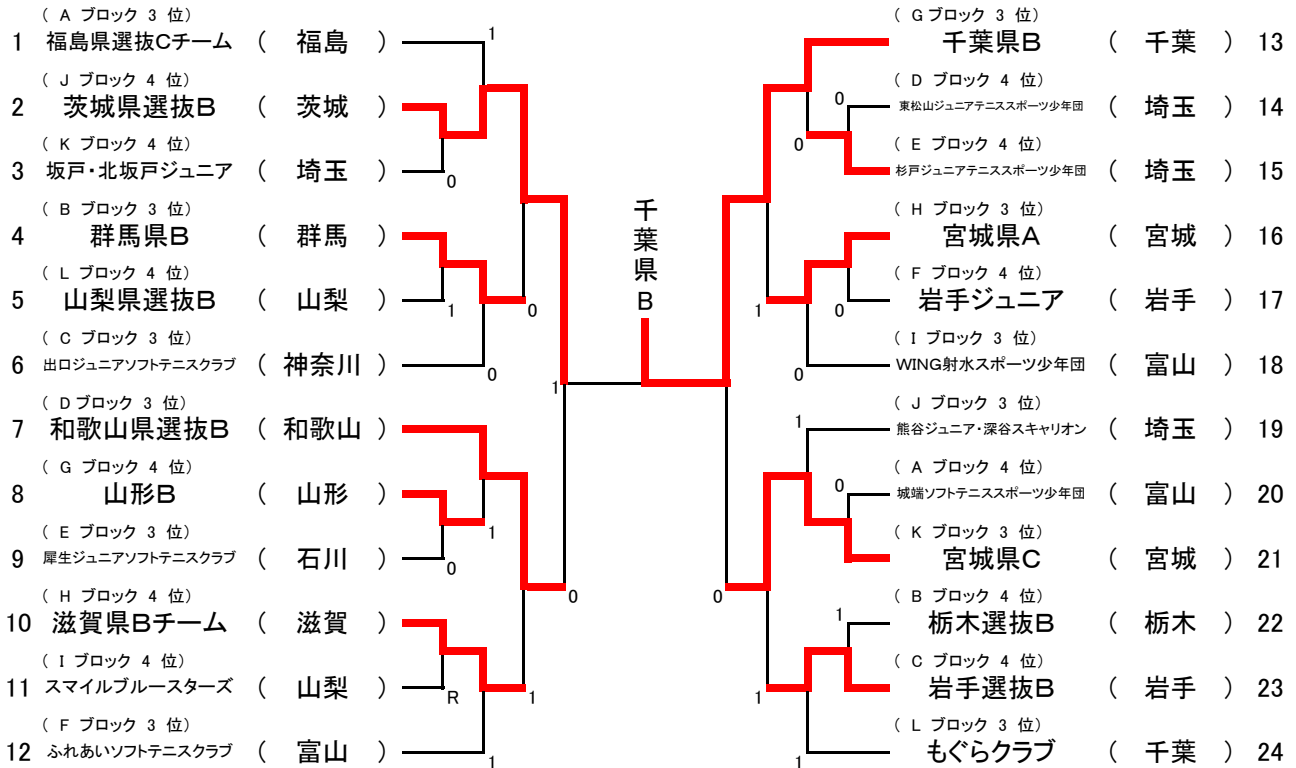 ( A ブロック 3 位)
1 福島県選抜Cチーム ( 福島 )
1
( J ブロック 4 位)
2 茨城県選抜B ( 茨城 )
( K ブロック 4 位)
3 坂戸・北坂戸ジュニア ( 埼玉 )
0
( B ブロック 3 位)
4 群馬県B ( 群馬 )
( L ブロック 4 位)
5 山梨県選抜B ( 山梨 )
1
0
( C ブロック 3 位)
6 出口ジュニアソフトテニスクラブ ( 神奈川 )
0
1
( D ブロック 3 位)
7 和歌山県選抜B ( 和歌山 )
( G ブロック 4 位)
8 山形B ( 山形 )
1
( E ブロック 3 位)
9 犀生ジュニアソフトテニスクラブ ( 石川 )
0
0
( H ブロック 4 位)
10 滋賀県Bチーム ( 滋賀 )
( I ブロック 4 位)
11 スマイルブルースターズ ( 山梨 )
R
1
( F ブロック 3 位)
12 ふれあいソフトテニスクラブ ( 富山 )
1
千葉県B
( G ブロック 3 位)
千葉県B ( 千葉 ) 13
( D ブロック 4 位)
0
東松山ジュニアテニススポーツ少年団 ( 埼玉 ) 14
0
( E ブロック 4 位)
杉戸ジュニアテニススポーツ少年団 ( 埼玉 ) 15
( H ブロック 3 位)
宮城県A ( 宮城 ) 16
( F ブロック 4 位)
岩手ジュニア ( 岩手 ) 17
1
0
( I ブロック 3 位)
WING射水スポーツ少年団 ( 富山 ) 18
0
( J ブロック 3 位)
1
熊谷ジュニア・深谷スキャリオン ( 埼玉 ) 19
( A ブロック 4 位)
0
城端ソフトテニススポーツ少年団 ( 富山 ) 20
( K ブロック 3 位)
宮城県C ( 宮城 ) 21
0
( B ブロック 4 位)
1
栃木選抜B ( 栃木 ) 22
( C ブロック 4 位)
岩手選抜B ( 岩手 ) 23
1
( L ブロック 3 位)
もぐらクラブ ( 千葉 ) 24
1